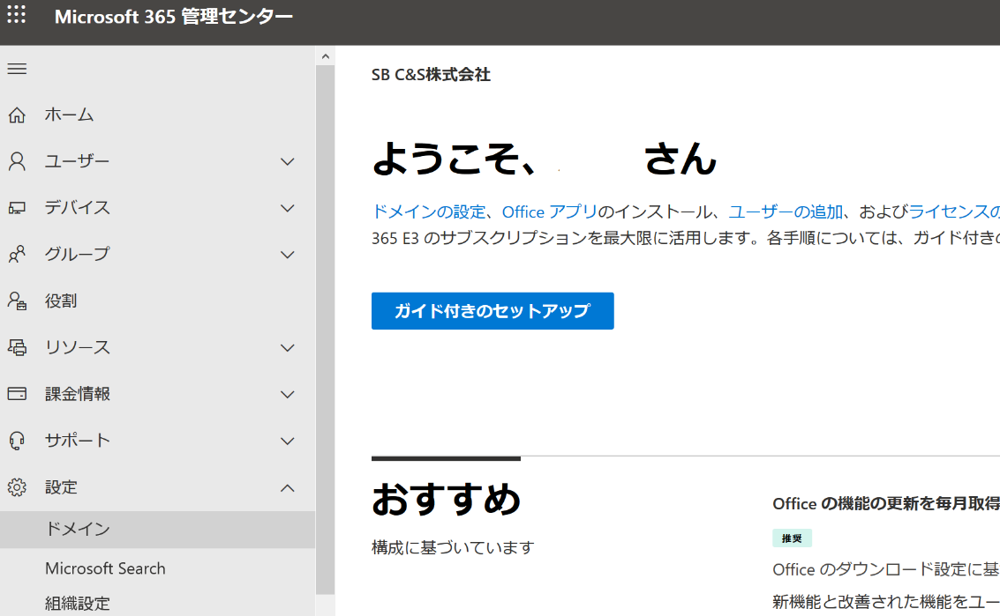 Microsoft 365 管理センター
ホーム
ユーザー
デバイス
グループ
役割
リソース
課金情報
サポート
設定
ドメイン
Microsoft Search
組織設定
SB C&S株式会社
ようこそ、 さん
ドメインの設定、Office アプリのインストール、ユーザーの追加、およびライセンスの
365 E3 のサブスクリプションを最大限に活用します。各手順については、ガイド付きの
ガイド付きのセットアップ
おすすめ
構成に基づいています
Office の機能の更新を毎月取得
推奨
Office のダウンロード設定に基
新機能と改善された機能をユー